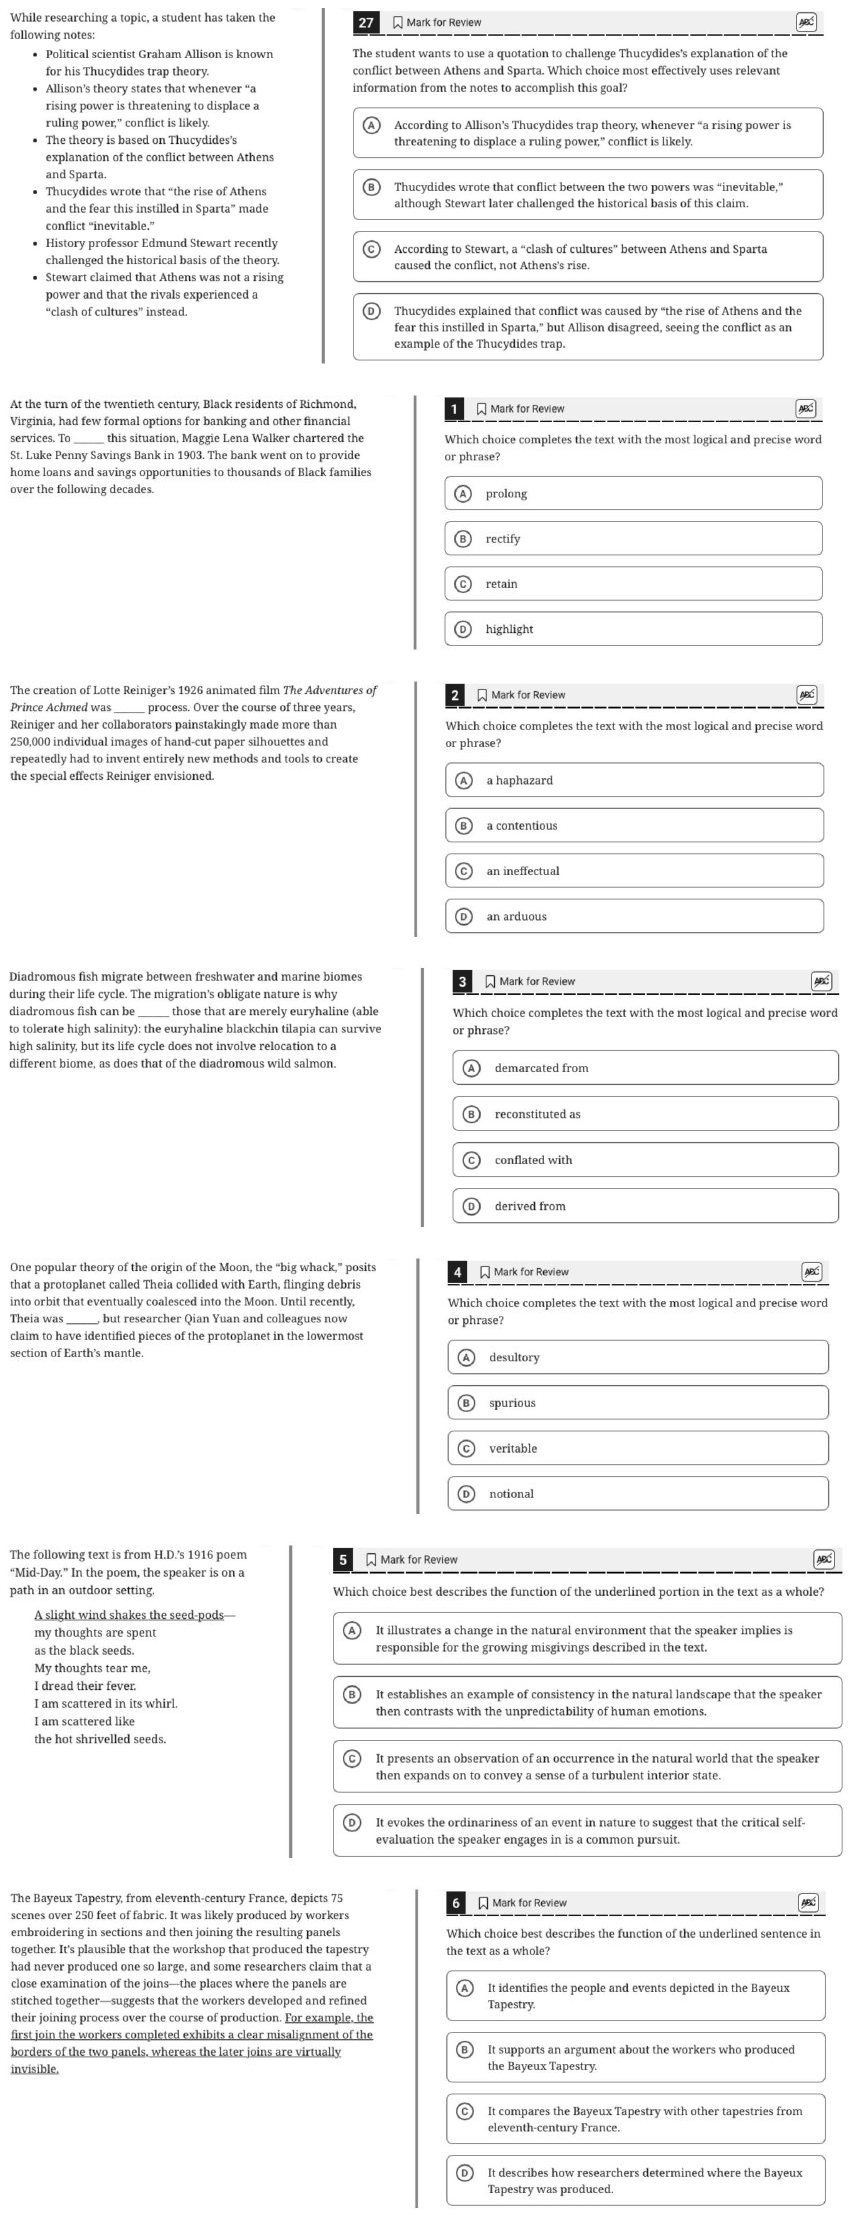 While researching a topic, a student has taken the
following notes:
• Political scientist Graham Allison is known
for his Thucydides trap theory.
• Allison's theory states that whenever “a
rising power is threatening to displace a
ruling power,” conflict is likely.
• The theory is based on Thucydides's
explanation of the conflict between Athens
and Sparta.
• Thucydides wrote that “the rise of Athens
and the fear this instilled in Sparta” made
conflict “inevitable.”
• History professor Edmund Stewart recently
challenged the historical basis of the theory.
• Stewart claimed that Athens was not a rising
power and that the rivals experienced a
“clash of cultures” instead.
27 Mark for Review ABC
The student wants to use a quotation to challenge Thucydides's explanation of the
conflict between Athens and Sparta. Which choice most effectively uses relevant
information from the notes to accomplish this goal?
A According to Allison's Thucydides trap theory, whenever “a rising power is
threatening to displace a ruling power,” conflict is likely.
B Thucydides wrote that conflict between the two powers was “inevitable,”
although Stewart later challenged the historical basis of this claim.
C According to Stewart, a “clash of cultures” between Athens and Sparta
caused the conflict, not Athens's rise.
D Thucydides explained that conflict was caused by “the rise of Athens and the
fear this instilled in Sparta,” but Allison disagreed, seeing the conflict as an
example of the Thucydides trap.
At the turn of the twentieth century, Black residents of Richmond,
Virginia, had few formal options for banking and other financial
services. To ______ this situation, Maggie Lena Walker chartered the
St. Luke Penny Savings Bank in 1903. The bank went on to provide
home loans and savings opportunities to thousands of Black families
over the following decades.
1 Mark for Review ABC
Which choice completes the text with the most logical and precise word
or phrase?
A prolong
B rectify
C retain
D highlight
The creation of Lotte Reiniger's 1926 animated film The Adventures of
Prince Achmed was ______ process. Over the course of three years,
Reiniger and her collaborators painstakingly made more than
250,000 individual images of hand-cut paper silhouettes and
repeatedly had to invent entirely new methods and tools to create
the special effects Reiniger envisioned.
2 Mark for Review ABC
Which choice completes the text with the most logical and precise word
or phrase?
A a haphazard
B a contentious
C an ineffectual
D an arduous
Diadromous fish migrate between freshwater and marine biomes
during their life cycle. The migration's obligate nature is why
diadromous fish can be ______ those that are merely euryhaline (able
to tolerate high salinity): the euryhaline blackchin tilapia can survive
high salinity, but its life cycle does not involve relocation to a
different biome, as does that of the diadromous wild salmon.
3 Mark for Review ABC
Which choice completes the text with the most logical and precise word
or phrase?
A demarcated from
B reconstituted as
C conflated with
D derived from
One popular theory of the origin of the Moon, the “big whack,” posits
that a protoplanet called Theia collided with Earth, flinging debris
into orbit that eventually coalesced into the Moon. Until recently,
Theia was ______, but researcher Qian Yuan and colleagues now
claim to have identified pieces of the protoplanet in the lowermost
section of Earth's mantle.
4 Mark for Review ABC
Which choice completes the text with the most logical and precise word
or phrase?
A desultory
B spurious
C veritable
D notional
The following text is from H.D.'s 1916 poem
“Mid-Day.” In the poem, the speaker is on a
path in an outdoor setting.
A slight wind shakes the seed-pods—
my thoughts are spent
as the black seeds.
My thoughts tear me,
I dread their fever.
I am scattered in its whirl.
I am scattered like
the hot shrivelled seeds.
5 Mark for Review ABC
Which choice best describes the function of the underlined portion in the text as a whole?
A It illustrates a change in the natural environment that the speaker implies is
responsible for the growing misgivings described in the text.
B It establishes an example of consistency in the natural landscape that the speaker
then contrasts with the unpredictability of human emotions.
C It presents an observation of an occurrence in the natural world that the speaker
then expands on to convey a sense of a turbulent interior state.
D It evokes the ordinariness of an event in nature to suggest that the critical self-
evaluation the speaker engages in is a common pursuit.
The Bayeux Tapestry, from eleventh-century France, depicts 75
scenes over 250 feet of fabric. It was likely produced by workers
embroidering in sections and then joining the resulting panels
together. It's plausible that the workshop that produced the tapestry
had never produced one so large, and some researchers claim that a
close examination of the joins—the places where the panels are
stitched together—suggests that the workers developed and refined
their joining process over the course of production. For example, the
first join the workers completed exhibits a clear misalignment of the
borders of the two panels, whereas the later joins are virtually
invisible.
6 Mark for Review ABC
Which choice best describes the function of the underlined sentence in
the text as a whole?
A It identifies the people and events depicted in the Bayeux
Tapestry.
B It supports an argument about the workers who produced
the Bayeux Tapestry.
C It compares the Bayeux Tapestry with other tapestries from
eleventh-century France.
D It describes how researchers determined where the Bayeux
Tapestry was produced.